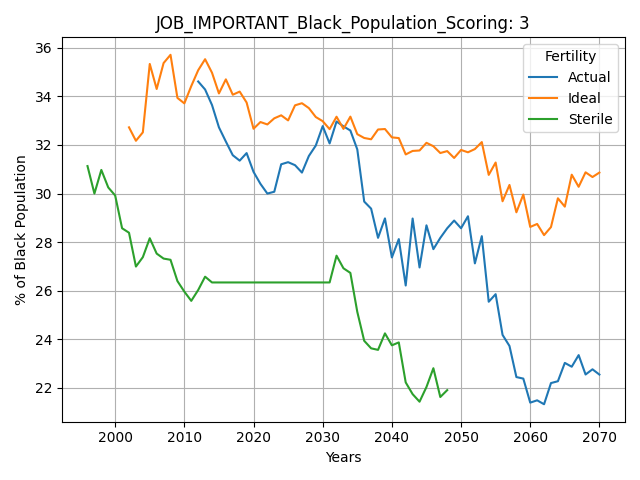 JOB_IMPORTANT_Black_Population_Scoring: 3
Fertility
Actual
Ideal
Sterile
% of Black Population
36
34
32
30
28
26
24
22
2000 2010 2020 2030 2040 2050 2060 2070
Years